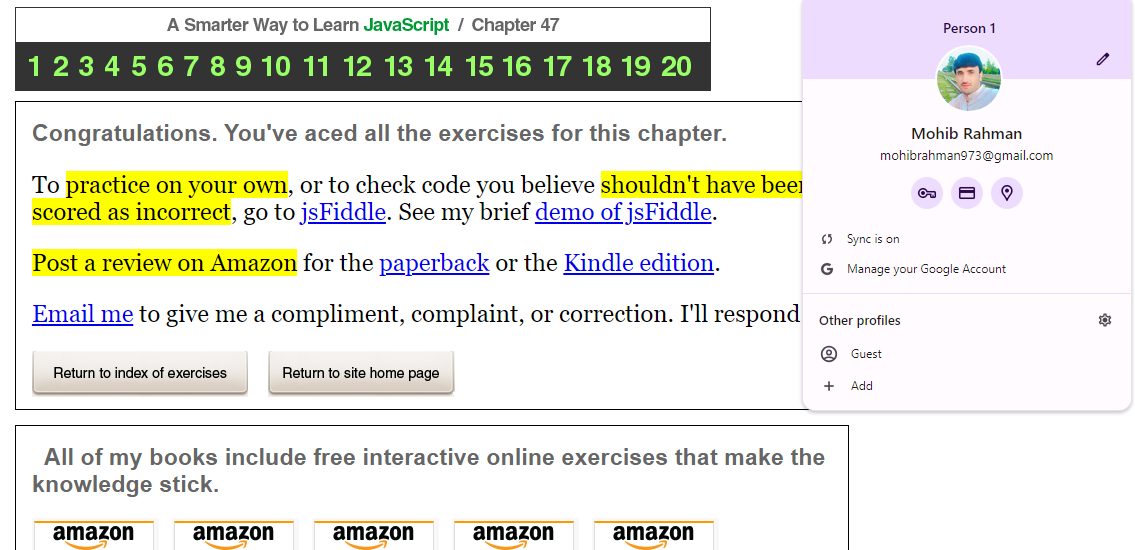 A Smarter Way to Learn JavaScript / Chapter 47
1 2 3 4 5 6 7 8 9 10 11 12 13 14 15 16 17 18 19 20
Congratulations. You've aced all the exercises for this chapter.
To practice on your own, or to check code you believe shouldn't have been
scored as incorrect, go to jsFiddle. See my brief demo of jsFiddle.
Post a review on Amazon for the paperback or the Kindle edition.
Email me to give me a compliment, complaint, or correction. I'll respond
Return to index of exercises
Return to site home page
All of my books include free interactive online exercises that make the
knowledge stick.
amazon amazon amazon amazon amazon
Person 1
Mohib Rahman
mohibrahman973@gmail.com
Sync is on
G Manage your Google Account
Other profiles
Guest
Add